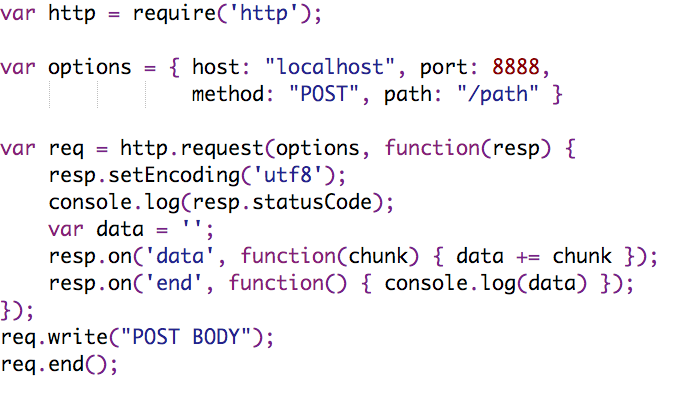 var http = require('http');
var options = { host: "localhost", port: 8888,
method: "POST", path: "/path" }
var req = http.request(options, function(resp) {
resp.setEncoding('utf8');
console.log(resp.statusCode);
var data = '';
resp.on('data', function(chunk) { data += chunk });
resp.on('end', function() { console.log(data) });
});
req.write("POST BODY");
req.end();